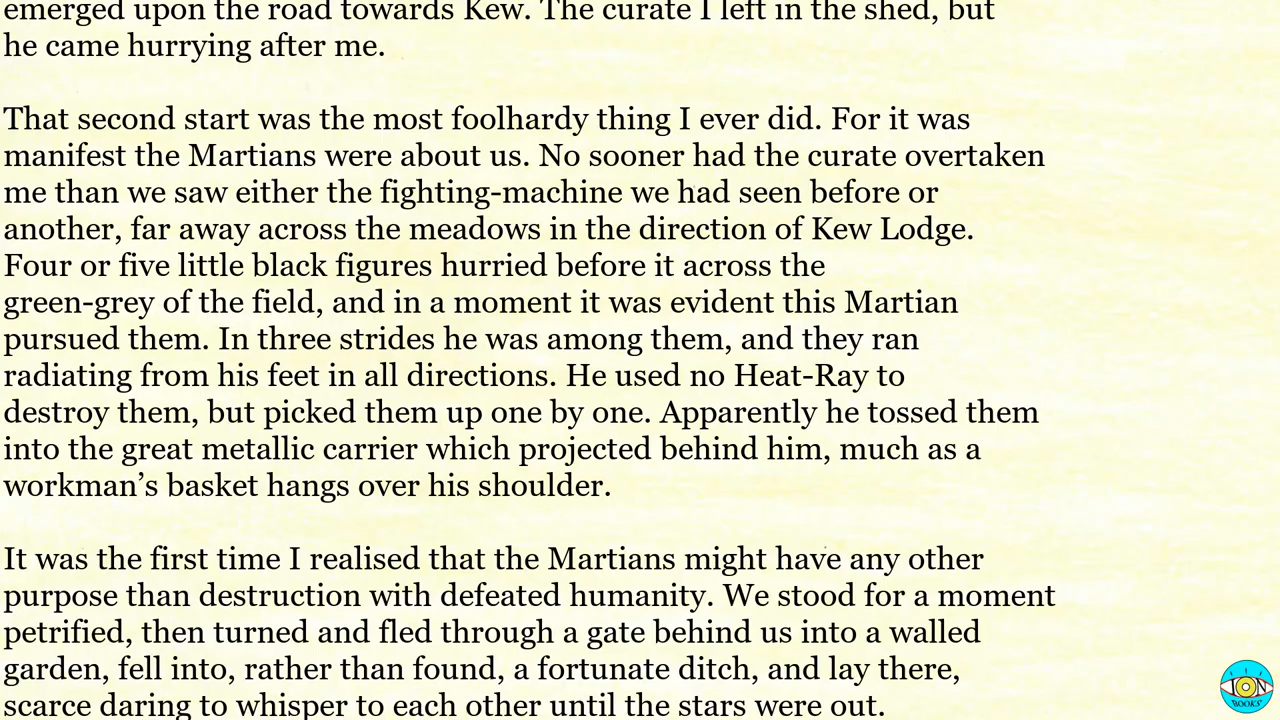 emerged upon the road towards Kew. The curate I left in the shed, but
he came hurrying after me.
That second start was the most foolhardy thing I ever did. For it was
manifest the Martians were about us. No sooner had the curate overtaken
me than we saw either the fighting-machine we had seen before or
another, far away across the meadows in the direction of Kew Lodge.
Four or five little black figures hurried before it across the
green-grey of the field, and in a moment it was evident this Martian
pursued them. In three strides he was among them, and they ran
radiating from his feet in all directions. He used no Heat-Ray to
destroy them, but picked them up one by one. Apparently he tossed them
into the great metallic carrier which projected behind him, much as a
workman’s basket hangs over his shoulder.
It was the first time I realised that the Martians might have any other
purpose than destruction with defeated humanity. We stood for a moment
petrified, then turned and fled through a gate behind us into a walled
garden, fell into, rather than found, a fortunate ditch, and lay there,
scarce daring to whisper to each other until the stars were out.
ION
BOOKS